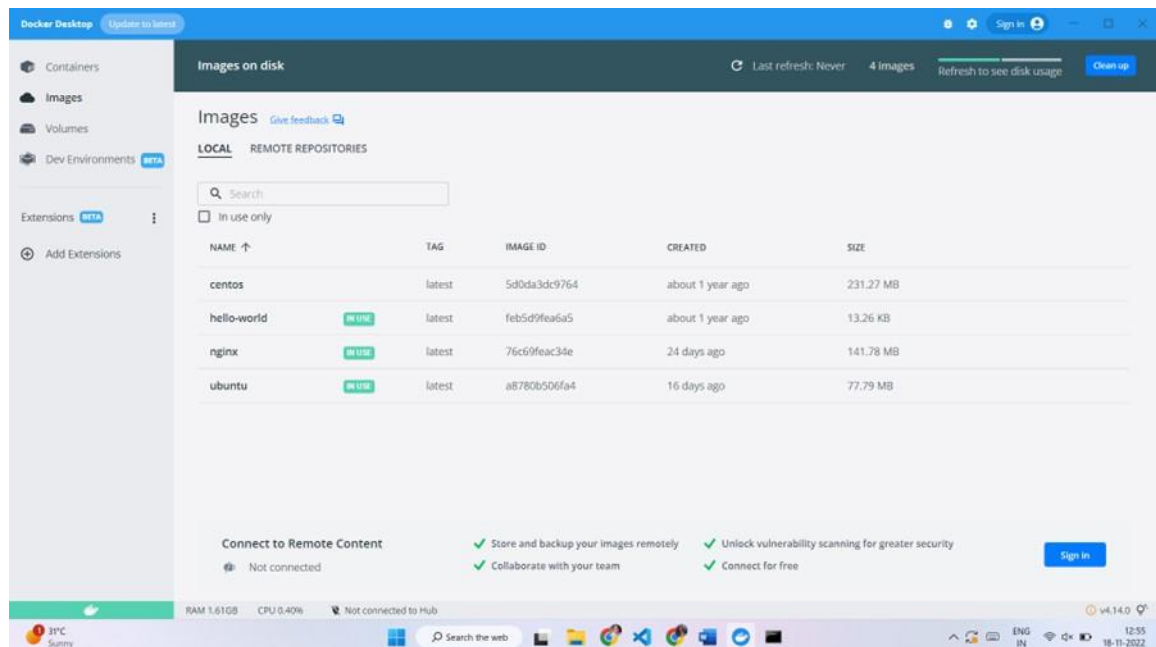 Docker Desktop Update to latest Sign in
Containers
Images
Volumes
Dev Environments BETA
Extensions BETA
Add Extensions
Images on disk Last refresh: Never 4 images Refresh to see disk usage Clean up
Images Give feedback
LOCAL REMOTE REPOSITORIES
Search
In use only
NAME TAG IMAGE ID CREATED SIZE
centos latest 5d0da3dc9764 about 1 year ago 231.27 MB
hello-world IN USE latest feb5d9fea6a5 about 1 year ago 13.26 KB
nginx IN USE latest 76c69feac34e 24 days ago 141.78 MB
ubuntu IN USE latest a8780b506fa4 16 days ago 77.79 MB
Connect to Remote Content
Not connected
Store and backup your images remotely
Collaborate with your team
Unlock vulnerability scanning for greater security
Connect for free
Sign in
RAM 1.61GB CPU 0.40% Not connected to Hub v4.14.0
1 31°C
Sunny
Search the web
ENG
IN
12:55
18-11-2022